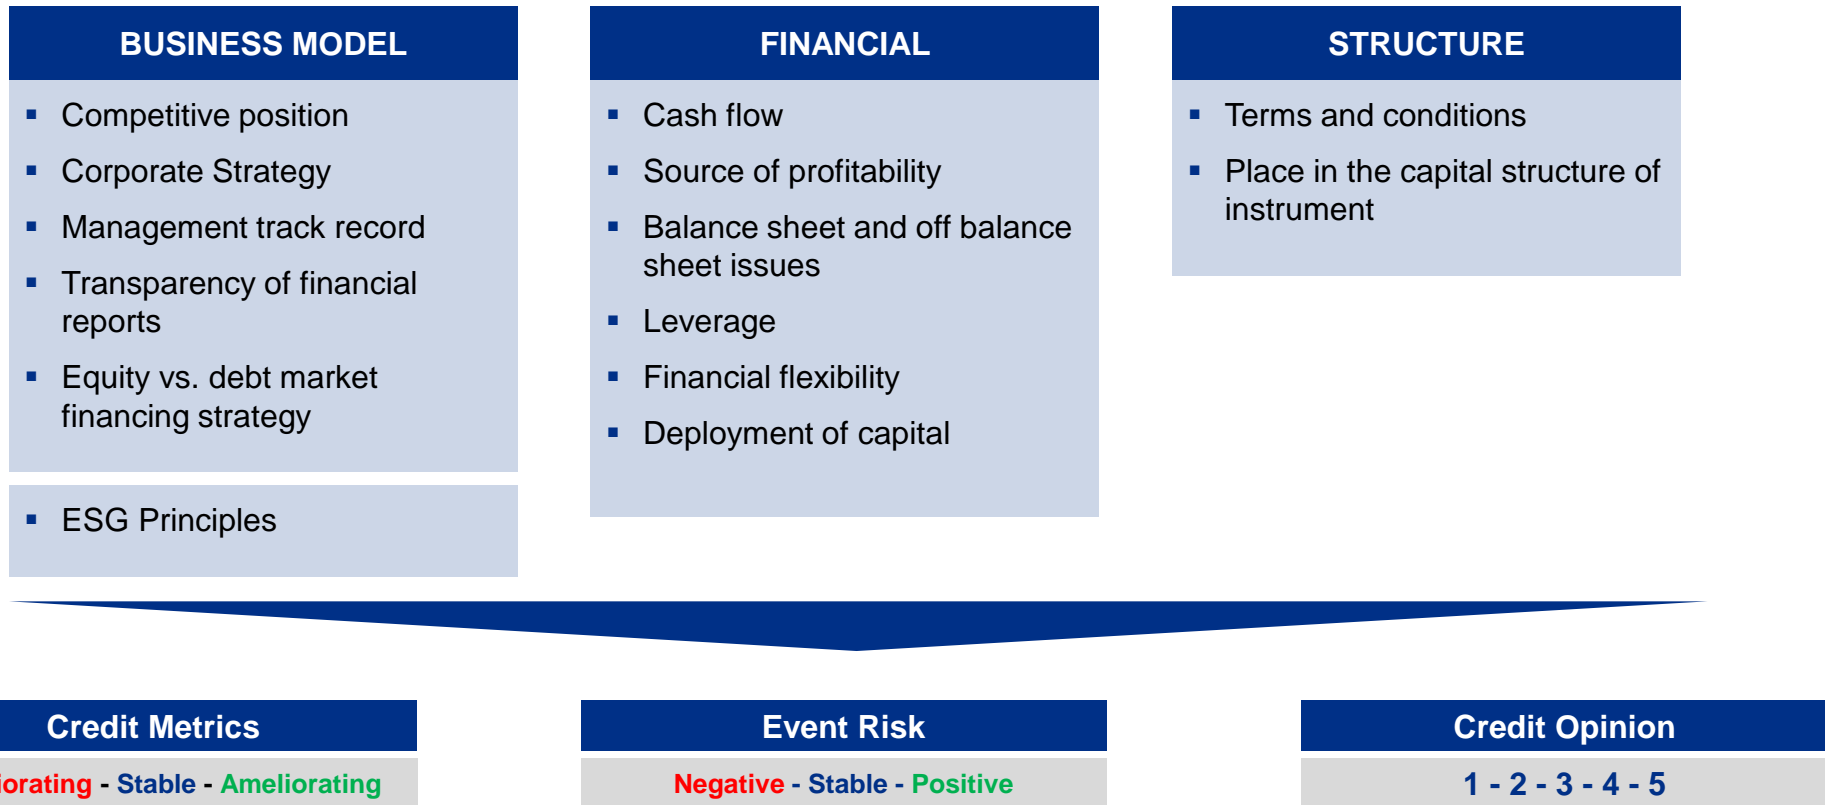 BUSINESS MODEL
Competitive position
Corporate Strategy
Management track record
Transparency of financial
reports
Equity vs. debt market
financing strategy
ESG Principles
FINANCIAL
Cash flow
Source of profitability
Balance sheet and off balance
sheet issues
Leverage
Financial flexibility
Deployment of capital
STRUCTURE
Terms and conditions
Place in the capital structure of
instrument
Credit Metrics
iorating - Stable - Ameliorating
Event Risk
Negative - Stable - Positive
Credit Opinion
1 - 2 - 3 - 4 - 5